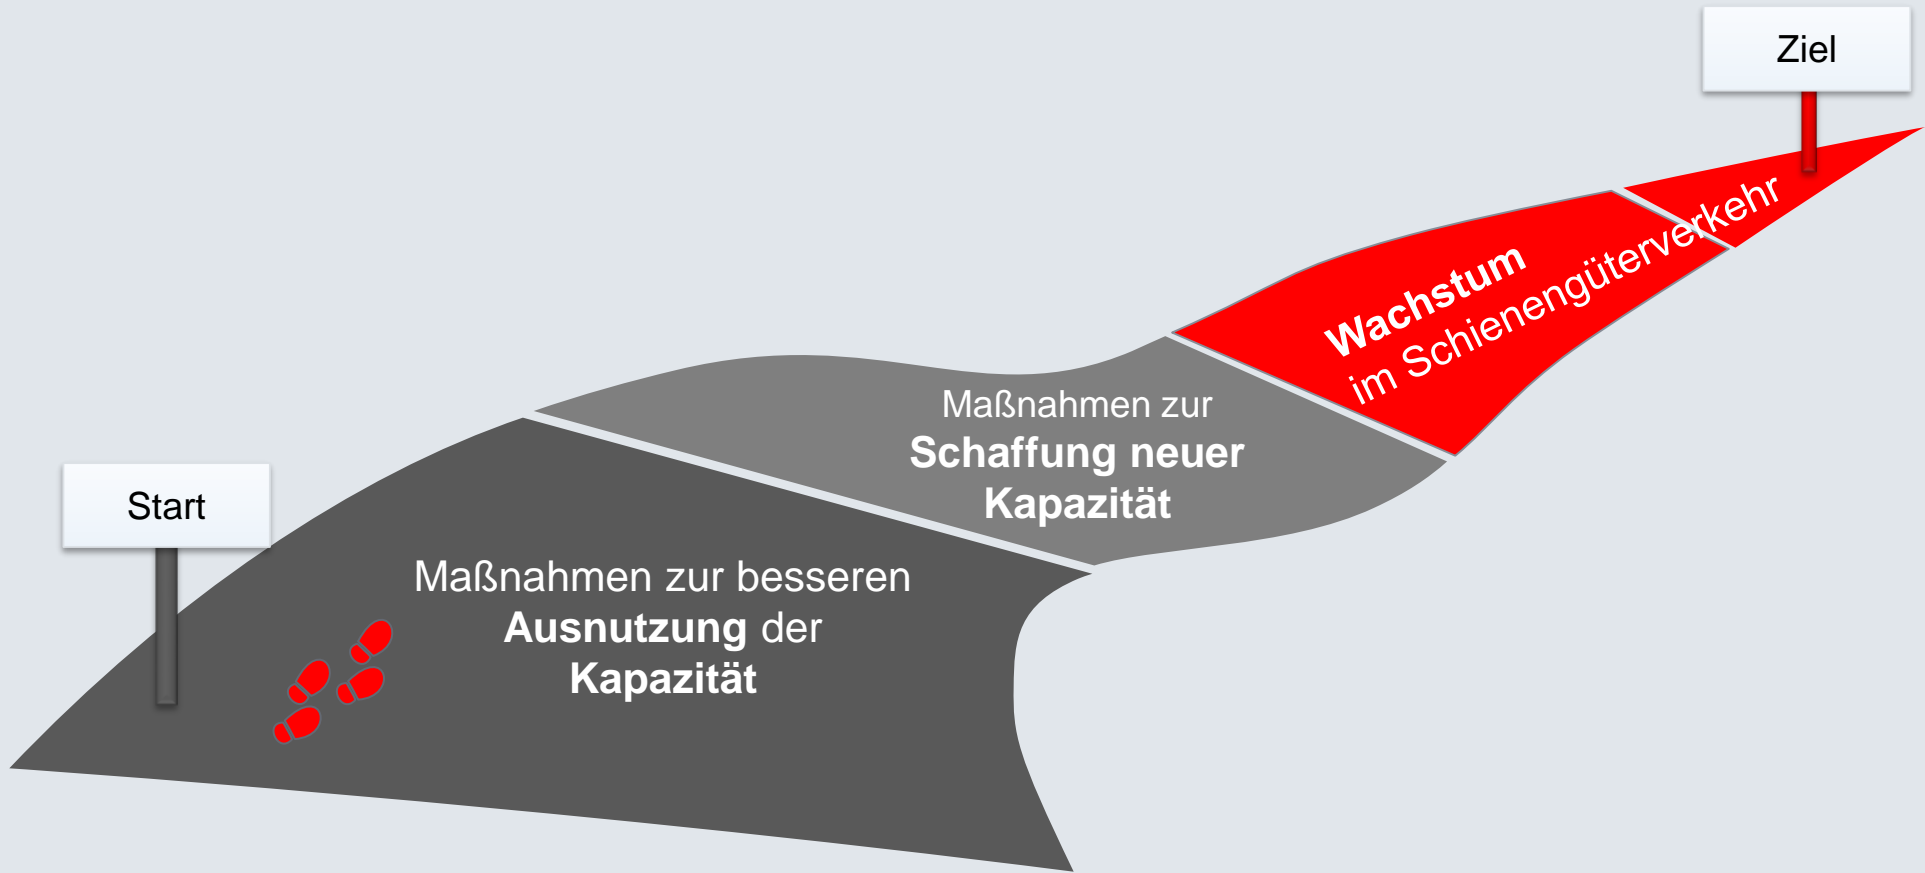 Ziel
Wachstum
im Schienengüterverkehr
Maßnahmen zur
Schaffung neuer
Kapazität
Start
Maßnahmen zur besseren
Ausnutzung der
Kapazität